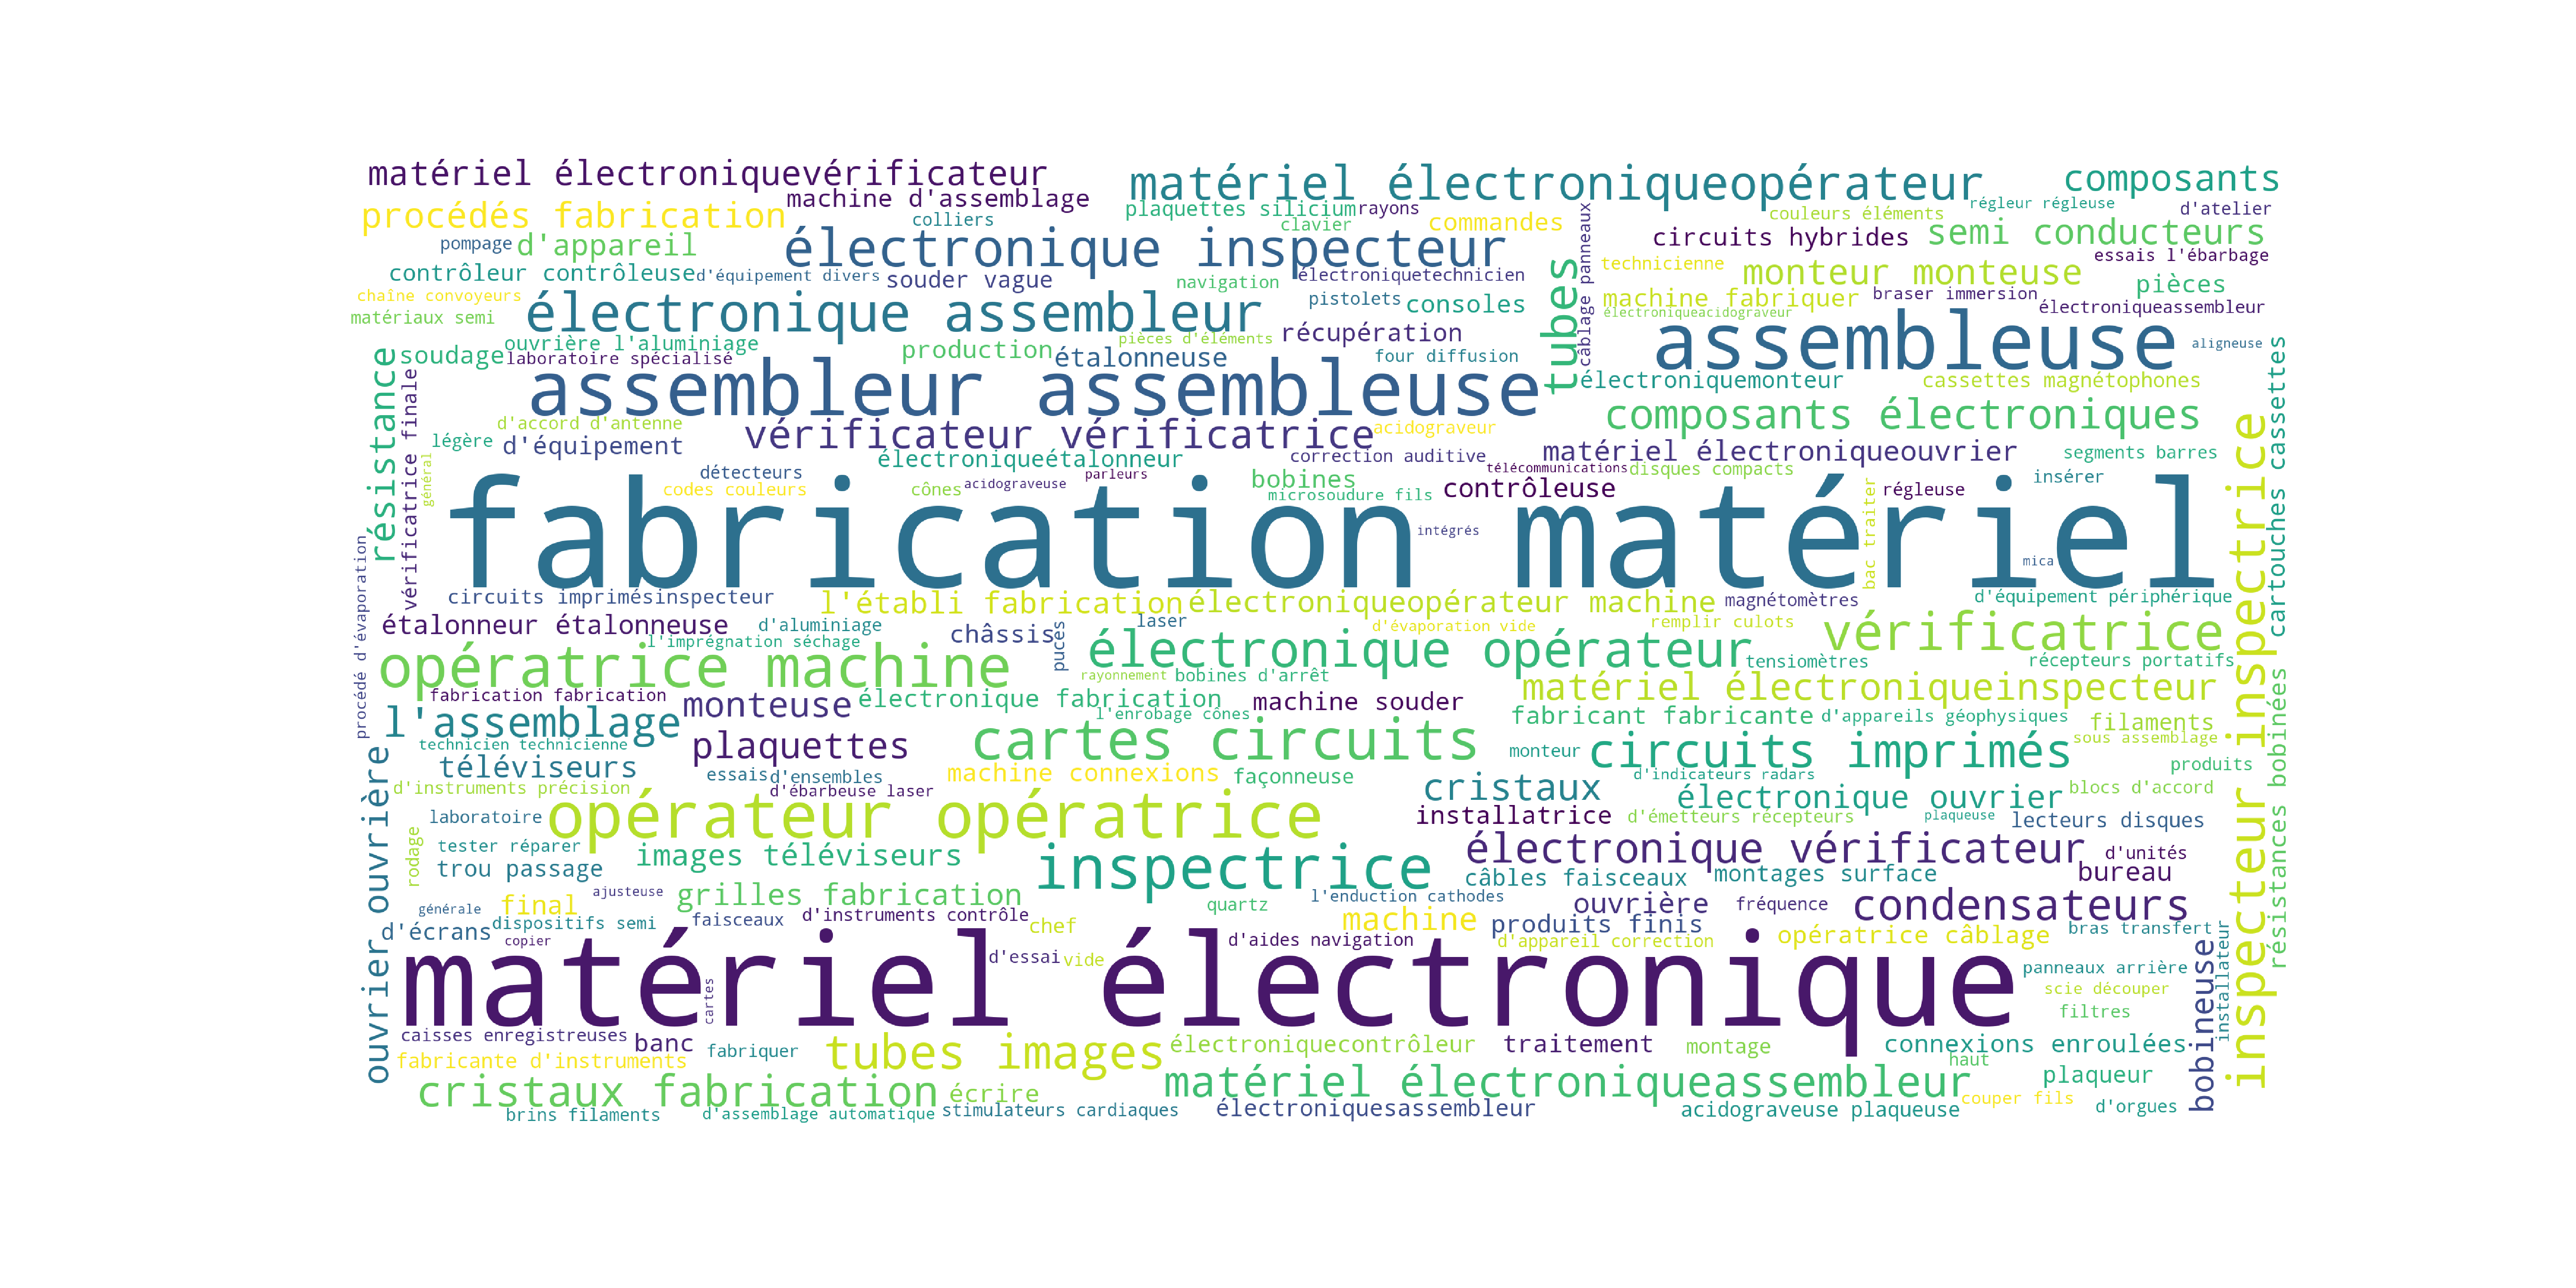 matériel électroniquevérificateur
matériel électroniqueopérateur
composants
procédés fabrication
machine d'assemblage
colliers
plaquettes silicium
rayons
clavier
commandes
couleurs éléments
régleur régleuse
d'atelier
pompage
d'appareil
électronique inspecteur
câblage panneaux
circuits hybrides
semi conducteurs
essais l'ébarbage
contrôleur contrôleuse
d'équipement divers
souder vague
navigation
électroniquetechnicien
technicienne
monteur monteuse
pièces
chaîne convoyeurs
matériaux semi
électronique assembleur
pistolets
consoles
tubes
machine fabriquer
braser immersion
électroniqueassembleur
électroniqueacidograveur
ouvrière l'aluminiage
soudage
laboratoire spécialisé
production
pièces d'éléments
étalonneuse
récupération
four diffusion
assembleuse
aligneuse
résistance
vérificatrice finale
assembleur assembleuse
électroniquemonteur
cassettes magnétophones
cartouches cassettes
d'accord d'antenne
légère
d'équipement
vérificateur vérificatrice
acidograveur
composants électroniques
général
détecteurs
électroniqueétalonneur
correction auditive
matériel électroniqueouvrier
segments barres
codes couleurs
cônes
acidograveuse
parleurs
bobines
microsoudure fils
télécommunications
disques compacts
contrôleuse
régleuse
insérer
fabrication matériel
intégrés
bac traiter
mica
inspecteur inspectrice
procédé d'évaporation
circuits imprimésinspecteur
l'établi fabrication
électroniqueopérateur machine
magnétomètres
d'équipement périphérique
étalonneur étalonneuse
d'aluminiage
l'imprégnation séchage
châssis
puces
laser
d'évaporation vide
remplir culots
vérificatrice
opératrice machine
électronique opérateur
tensiomètres
récepteurs portatifs
rayonnement
bobines d'arrêt
fabrication fabrication
monteuse
électronique fabrication
machine souder
matériel électroniqueinspecteur
résistances bobinées
l'assemblage
l'enrobage cônes
fabricant fabricante
d'appareils géophysiques
filaments
technicien technicienne
plaquettes
cartes circuits
monteur
circuits imprimés
sous assemblage
téléviseurs
essais
d'ensembles
machine connexions
façonneuse
d'indicateurs radars
produits
d'instruments précision
d'ébarbeuse laser
cristaux
électronique ouvrier
blocs d'accord
ouvrier ouvrière
laboratoire
opérateur opératrice
installatrice
d'émetteurs récepteurs
plaqueuse
lecteurs disques
rodage
tester réparer
trou passage
images téléviseurs
inspectrice
électronique vérificateur
d'unités
câbles faisceaux
montages surface
bureau
générale
final
ajusteuse
grilles fabrication
quartz
l'enduction cathodes
ouvrière
fréquence
condensateurs
d'écrans
dispositifs semi
faisceaux
d'instruments contrôle
chef
machine
produits finis
copier
d'essai
vide
d'aides navigation
d'appareil correction
opératrice câblage
bras transfert
matériel électronique
cartes
panneaux arrière
scie découper
filtres
bobineuse
installateur
caisses enregistreuses
banc
fabriquer
tubes images
électroniquecontrôleur
traitement
montage
connexions enroulées
fabricante d'instruments
haut
cristaux fabrication
écrire
matériel électroniqueassembleur
plaqueur
brins filaments
d'assemblage automatique
stimulateurs cardiaques
électroniquesassembleur
acidograveuse plaqueuse
couper fils
d'orgues